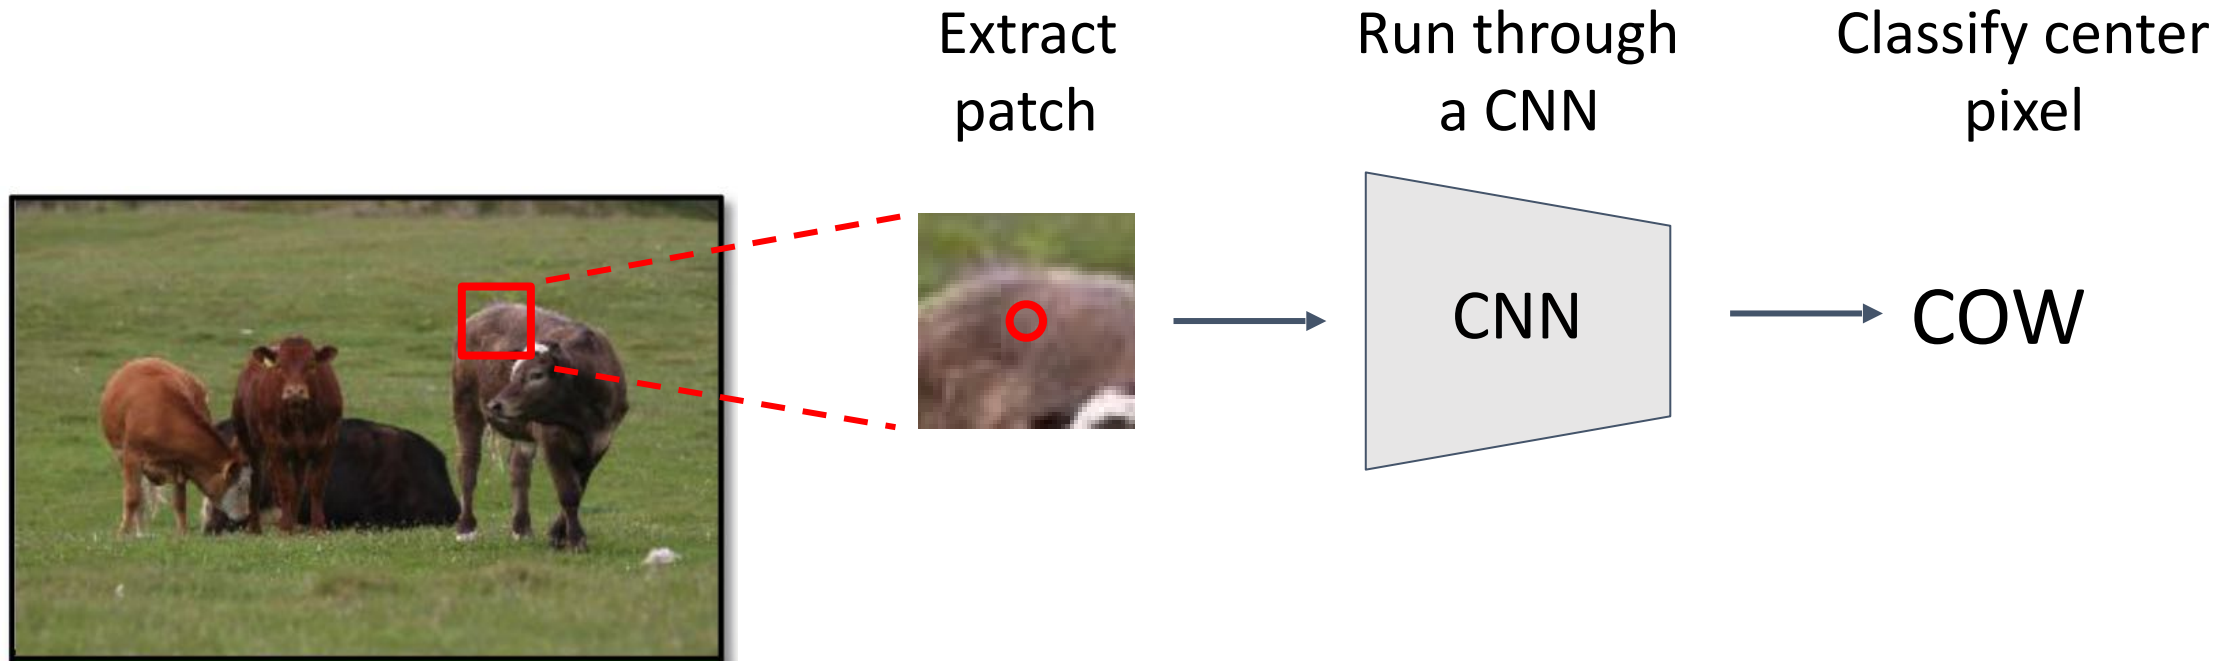 Extract
patch
Run through
a CNN
Classify center
pixel
CNN
COW